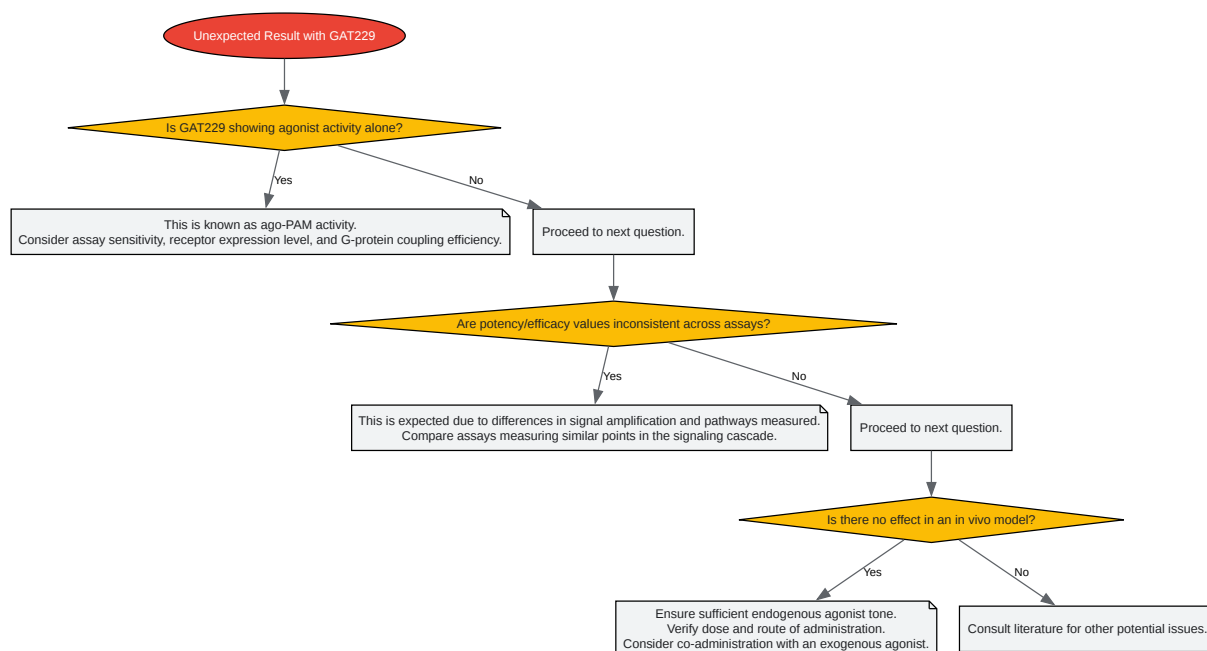 Unexpected Result with GAT229
Is GAT229 showing agonist activity alone?
Yes
No
This is known as ago-PAM activity.
Consider assay sensitivity, receptor expression level, and G-protein coupling efficiency.
Proceed to next question.
Are potency/efficacy values inconsistent across assays?
Yes
No
This is expected due to differences in signal amplification and pathways measured.
Compare assays measuring similar points in the signaling cascade.
Proceed to next question.
Is there no effect in an in vivo model?
Yes
No
Ensure sufficient endogenous agonist tone.
Verify dose and route of administration.
Consider co-administration with an exogenous agonist.
Consult literature for other potential issues.